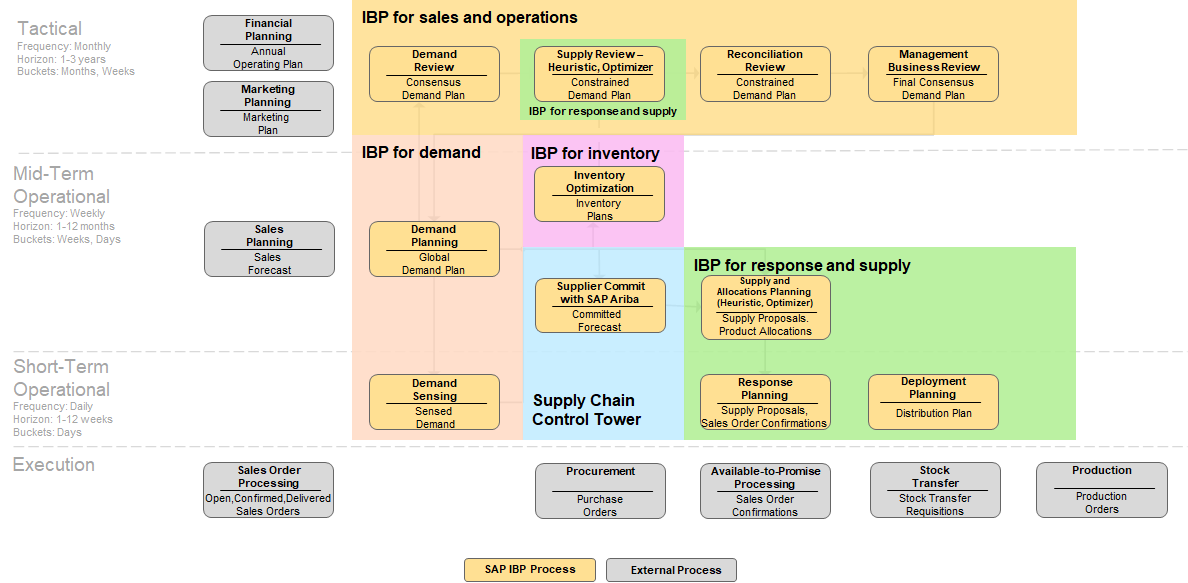 Tactical
Frequency: Monthly
Horizon: 1-3 years
Buckets: Months, Weeks
Financial
Planning
Annual
Operating Plan
Marketing
Planning
Marketing
Plan
IBP for sales and operations
Demand
Review
Consensus
Demand Plan
Supply Review –
Heuristic, Optimizer
Constrained
Demand Plan
IBP for response and supply
Reconciliation
Review
Constrained
Demand Plan
Management
Business Review
Final Consensus
Demand Plan
Mid-Term
Operational
Frequency: Weekly
Horizon: 1-12 months
Buckets: Weeks, Days
Sales
Planning
Sales
Forecast
IBP for demand
Demand
Planning
Global
Demand Plan
IBP for inventory
Inventory
Optimization
Inventory
Plans
Supplier Commit
with SAP Ariba
Committed
Forecast
IBP for response and supply
Supply and
Allocations Planning
(Heuristic, Optimizer)
Supply Proposals.
Product Allocations
Short-Term
Operational
Frequency: Daily
Horizon: 1-12 weeks
Buckets: Days
Demand
Sensing
Sensed
Demand
Supply Chain
Control Tower
Response
Planning
Supply Proposals,
Sales Order Confirmations
Deployment
Planning
Distribution Plan
Execution
Sales Order
Processing
Open,Confirmed,Delivered
Sales Orders
Procurement
Purchase
Orders
Available-to-Promise
Processing
Sales Order
Confirmations
Stock
Transfer
Stock Transfer
Requisitions
Production
Production
Orders
SAP IBP Process
External Process